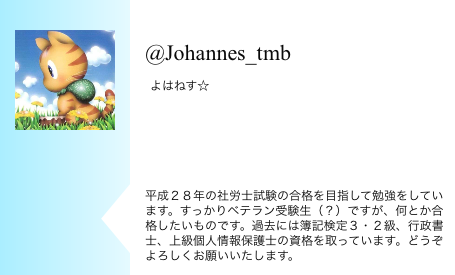 @Johannes_tmb
よはねす☆
平成２８年の社労士試験の合格を目指して勉強をしてい
ます。すっかりベテラン受験生（？）ですが、何とか合
格したいものです。過去には簿記検定３・２級、行政書
士、上級個人情報保護士の資格を取っています。どうぞ
よろしくお願いいたします。